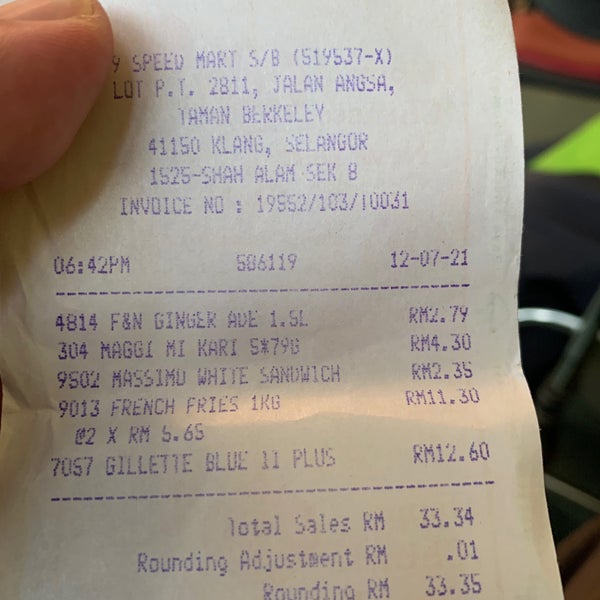 9 SPEED MART S/B (519537-X)
LOT P.T. 2811, JALAN ANGSA,
TAMAN BERKELEY
41150 KLANG, SELANGOR
1525-SHAH ALAM SEK 8
INVOICE NO : 19552/103/10031
06:42PM 586119 12-07-21
4814 F&N GINGER ADE 1.5L RM2.79
304 MAGGI MI KARI 5*79G RM4.30
9502 MASSIMO WHITE SANDWICH RM2.35
9013 FRENCH FRIES 1KG RM11.30
@2 X RM 5.65
7057 GILLETTE BLUE II PLUS RM12.60
Total Sales RM 33.34
Rounding Adjustment RM .01
Rounding RM 33.35